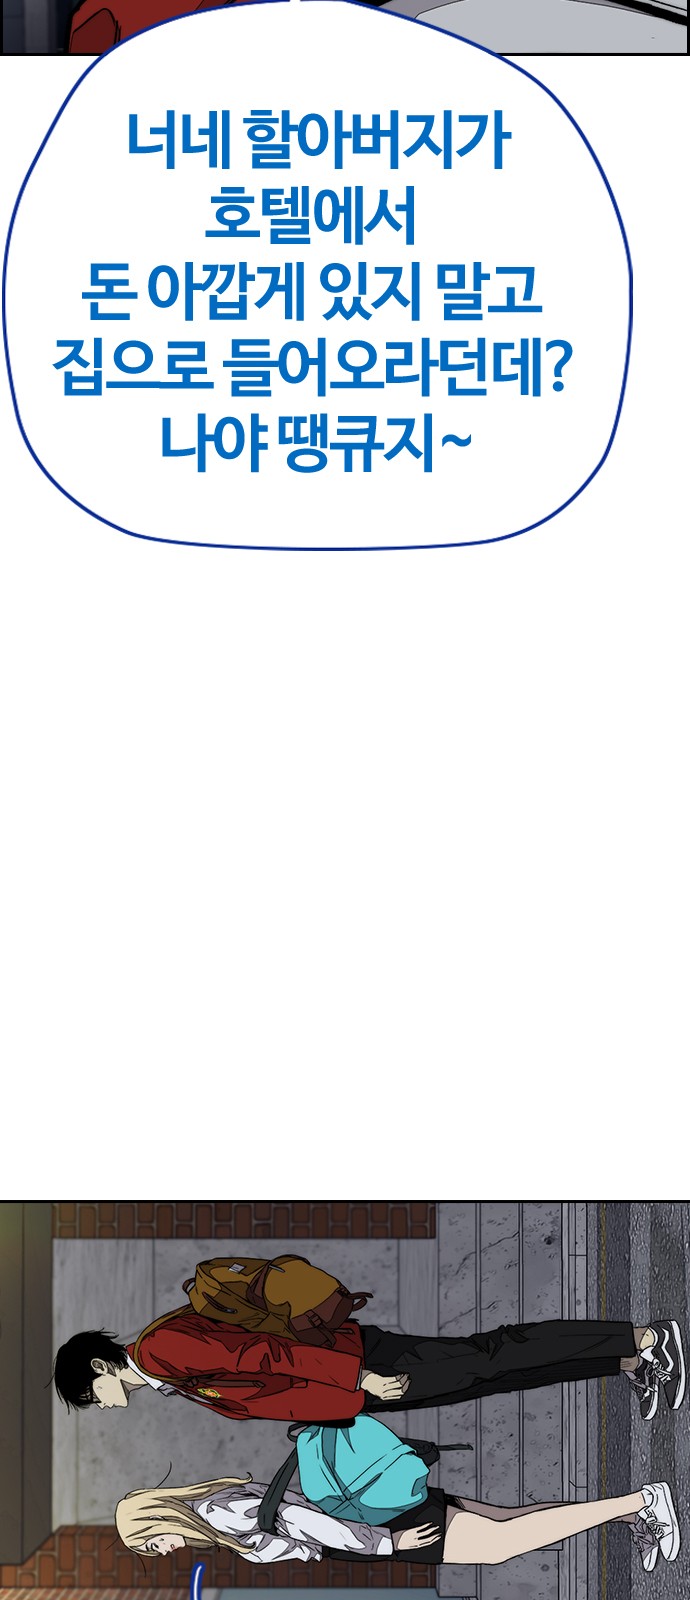 너네 할아버지가
호텔에서
돈 아깝게 있지 말고
집으로 들어오라던데?
나야 땡큐지~